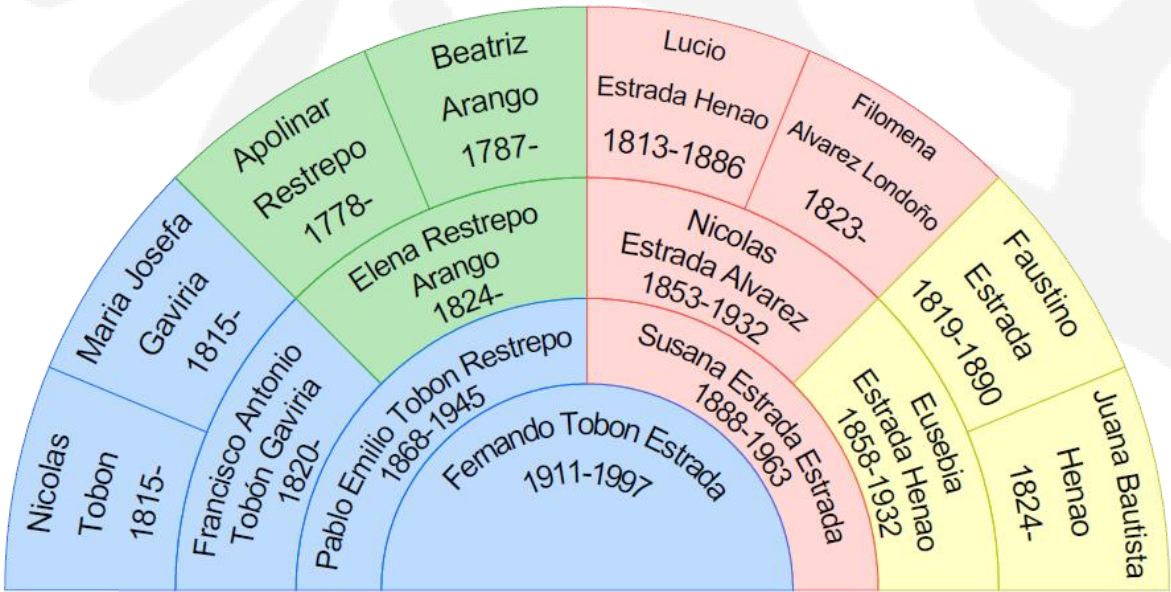 Nicolas
Tobon
1815-
Maria Josefa
Gaviria
1815-
Apolinar
Restrepo
1778-
Beatriz
Arango
1787-
Lucio
Estrada Henao
1813-1886
Filomena
Alvarez Londoño
1823-
Faustino
Estrada
1819-1890
Juana Bautista
Henao
1824-
Francisco Antonio
Tobón Gaviria
1820-
Elena Restrepo
Arango
1824-
Nicolas
Estrada Alvarez
1853-1932
Eusebia
Estrada Henao
1858-1932
Pablo Emilio Tobon Restrepo
1868-1945
Susana Estrada Estrada
1888-1963
Fernando Tobon Estrada
1911-1997